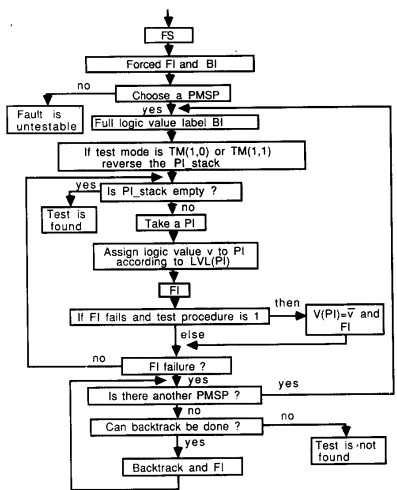 FS
Forced FI and BI
no
Choose a PMSP
Fault is
untestable
yes
Full logic value label BI
If test mode is TM(1,0) or TM(1,1)
reverse the PI_stack
yes
Is PI_stack empty ?
Test is
found
no
Take a PI
Assign logic value v to PI
according to LVL(PI)
FI
If FI fails and test procedure is 1
then
V(PI)=v̅ and
FI
else
no
FI failure ?
yes
Is there another PMSP ?
yes
no
Can backtrack be done ?
no
yes
Test is not
found
Backtrack and FI